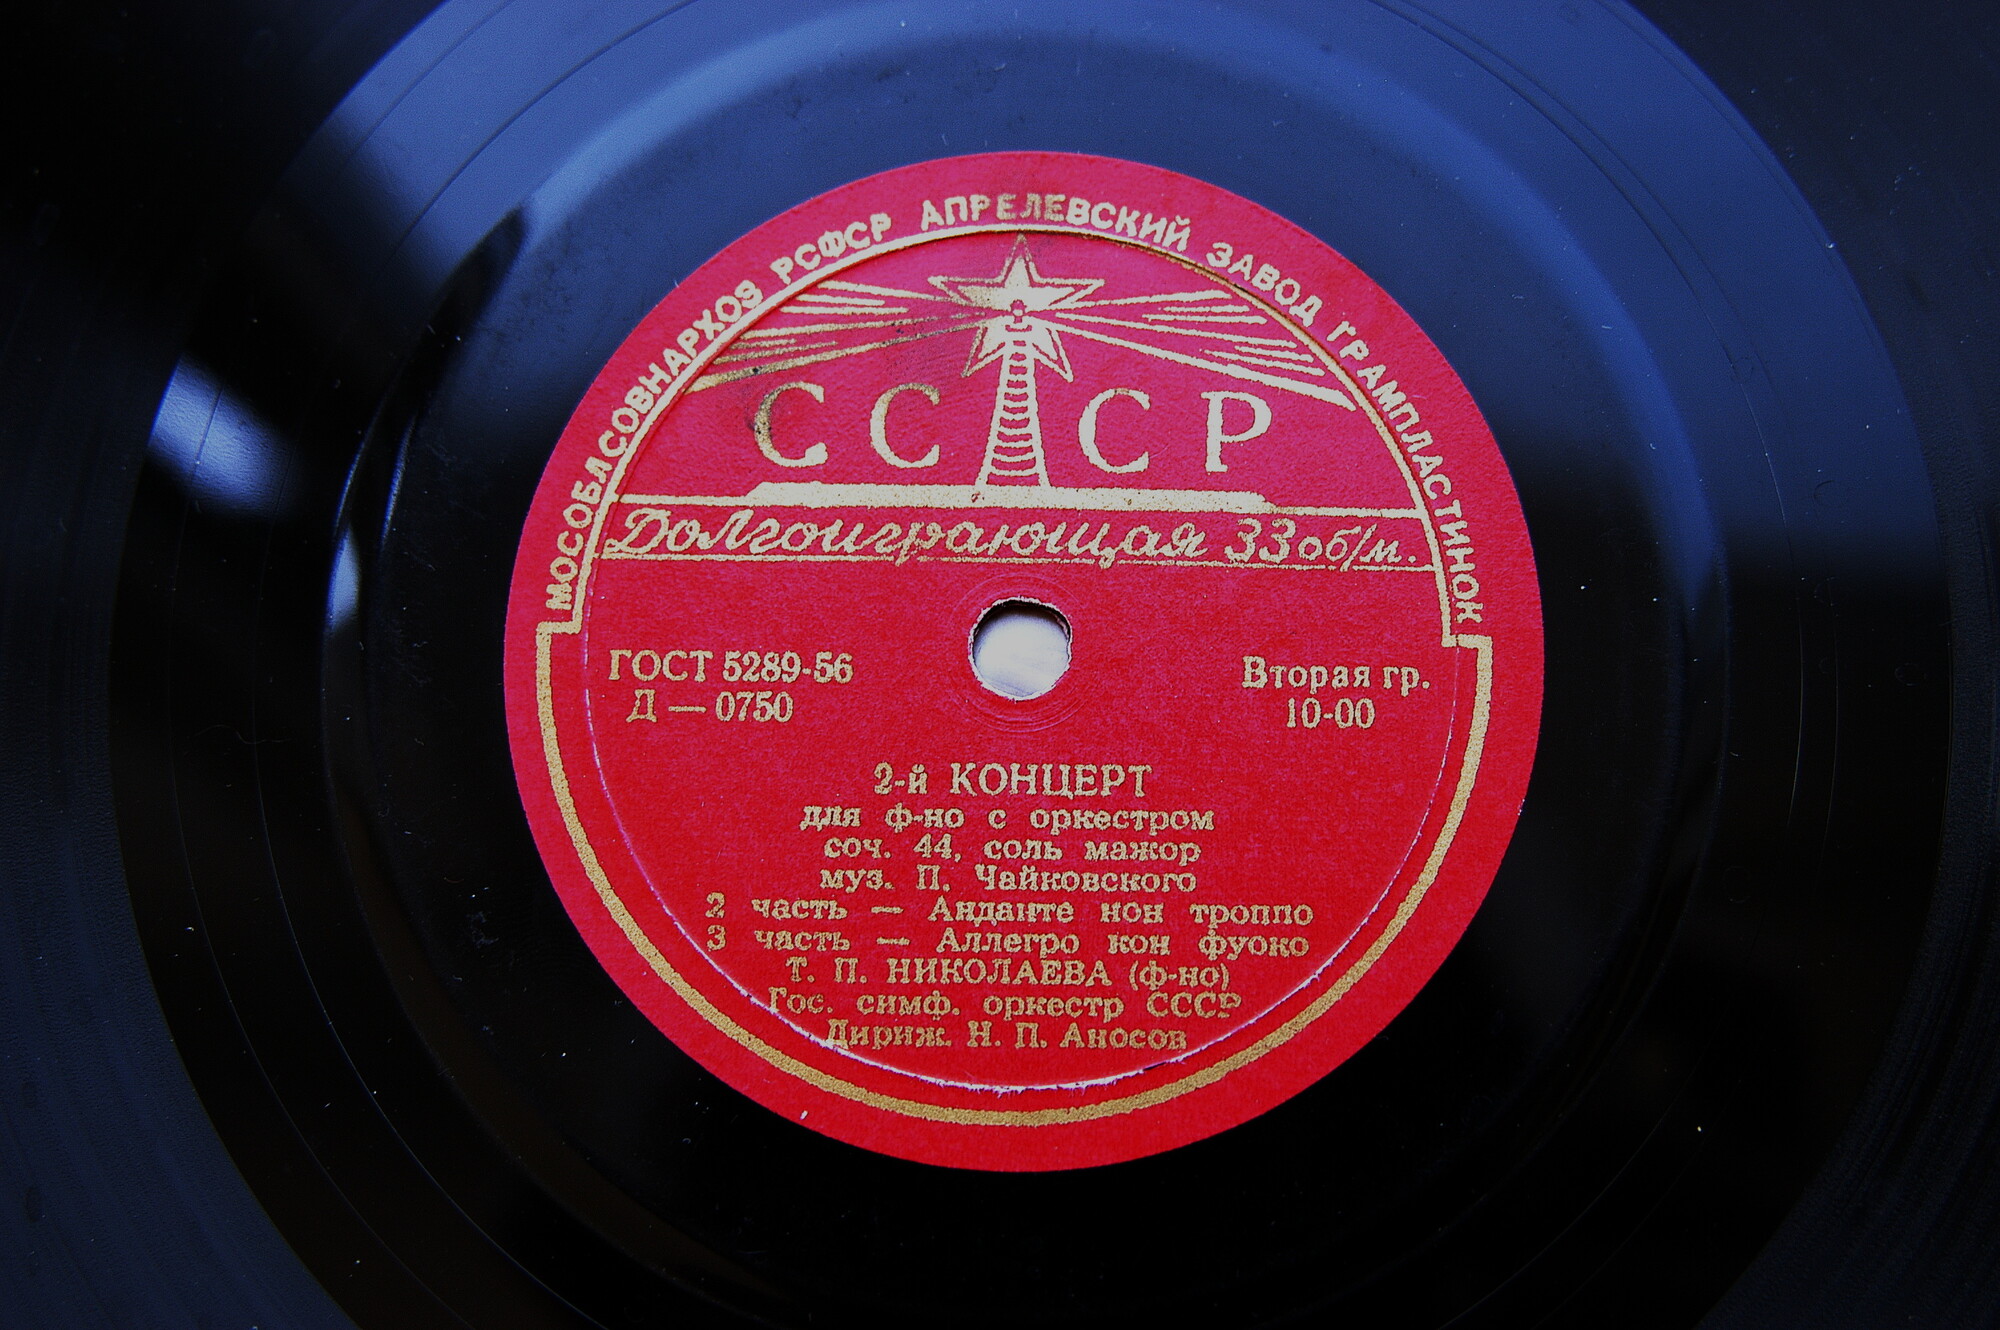 МОСОБЛСОВНАРХОЗ РСФСР АПРЕЛЕВСКИЙ ЗАВОД ГРАМПЛАСТИНОК
СССР
Долгоиграющая 33 об/м.
ГОСТ 5289-56
Д — 0750
Вторая гр.
10-00
2-й КОНЦЕРТ
для ф-но с оркестром
соч. 44, соль мажор
муз. П. Чайковского
2 часть — Анданте нон троппо
3 часть — Аллегро кон фуоко
Т. П. НИКОЛАЕВА (ф-но)
Гос. симф. оркестр СССР
Дириж. Н. П. Аносов